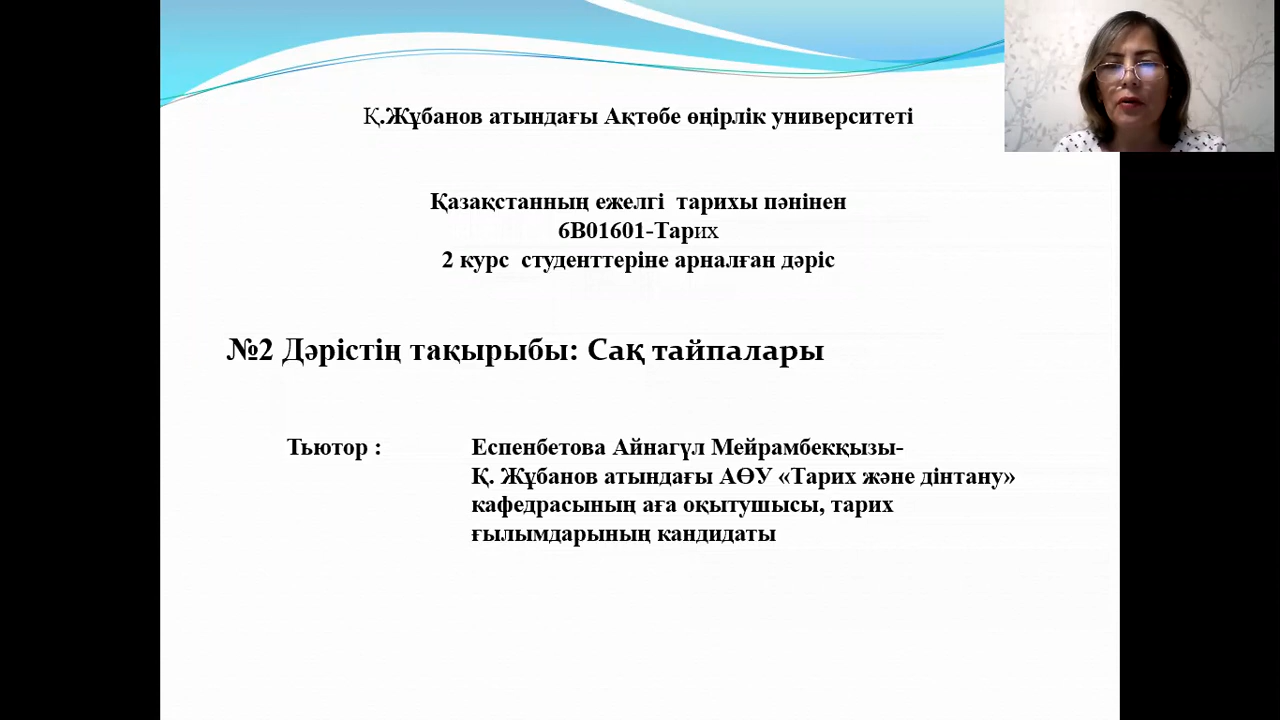 Қ.Жұбанов атындағы Ақтөбе өңірлік университеті
Қазақстанның ежелгі тарихы пәнінен
6В01601-Тарих
2 курс студенттеріне арналған дәріс
№2 Дәрістің тақырыбы: Сақ тайпалары
Тьютор : Еспенбетова Айнагүл Мейрамбекқызы-
Қ. Жұбанов атындағы АӨУ «Тарих және дінтану»
кафедрасының аға оқытушысы, тарих
ғылымдарының кандидаты